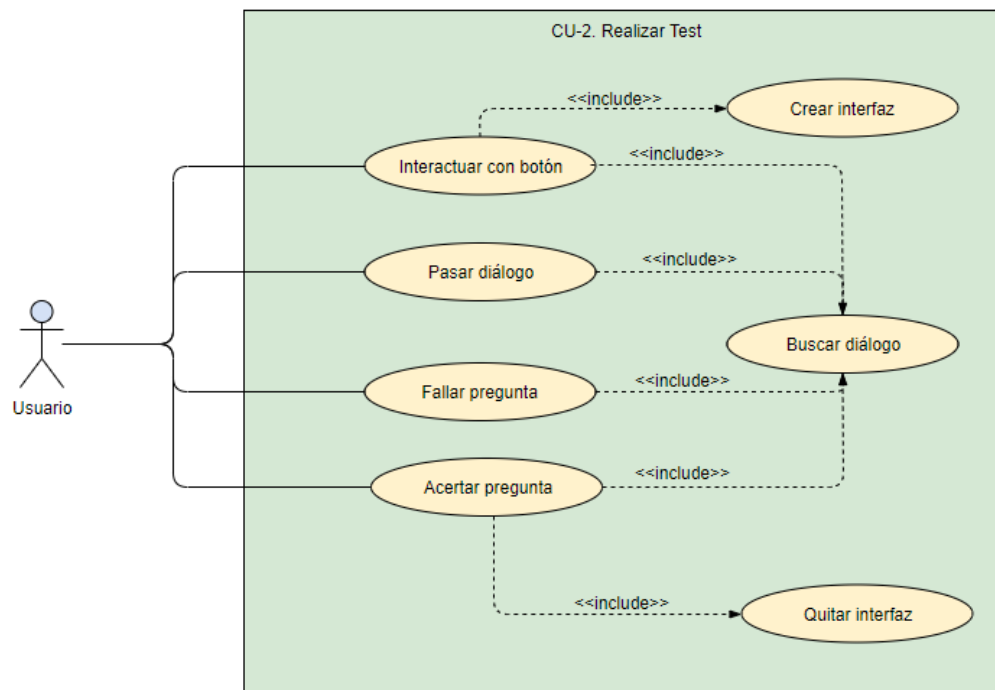 CU-2. Realizar Test
<<include>>
Crear interfaz
<<include>>
Interactuar con botón
<<include>>
Pasar diálogo
Buscar diálogo
<<include>>
Fallar pregunta
Usuario
<<include>>
Acertar pregunta
<<include>>
Quitar interfaz